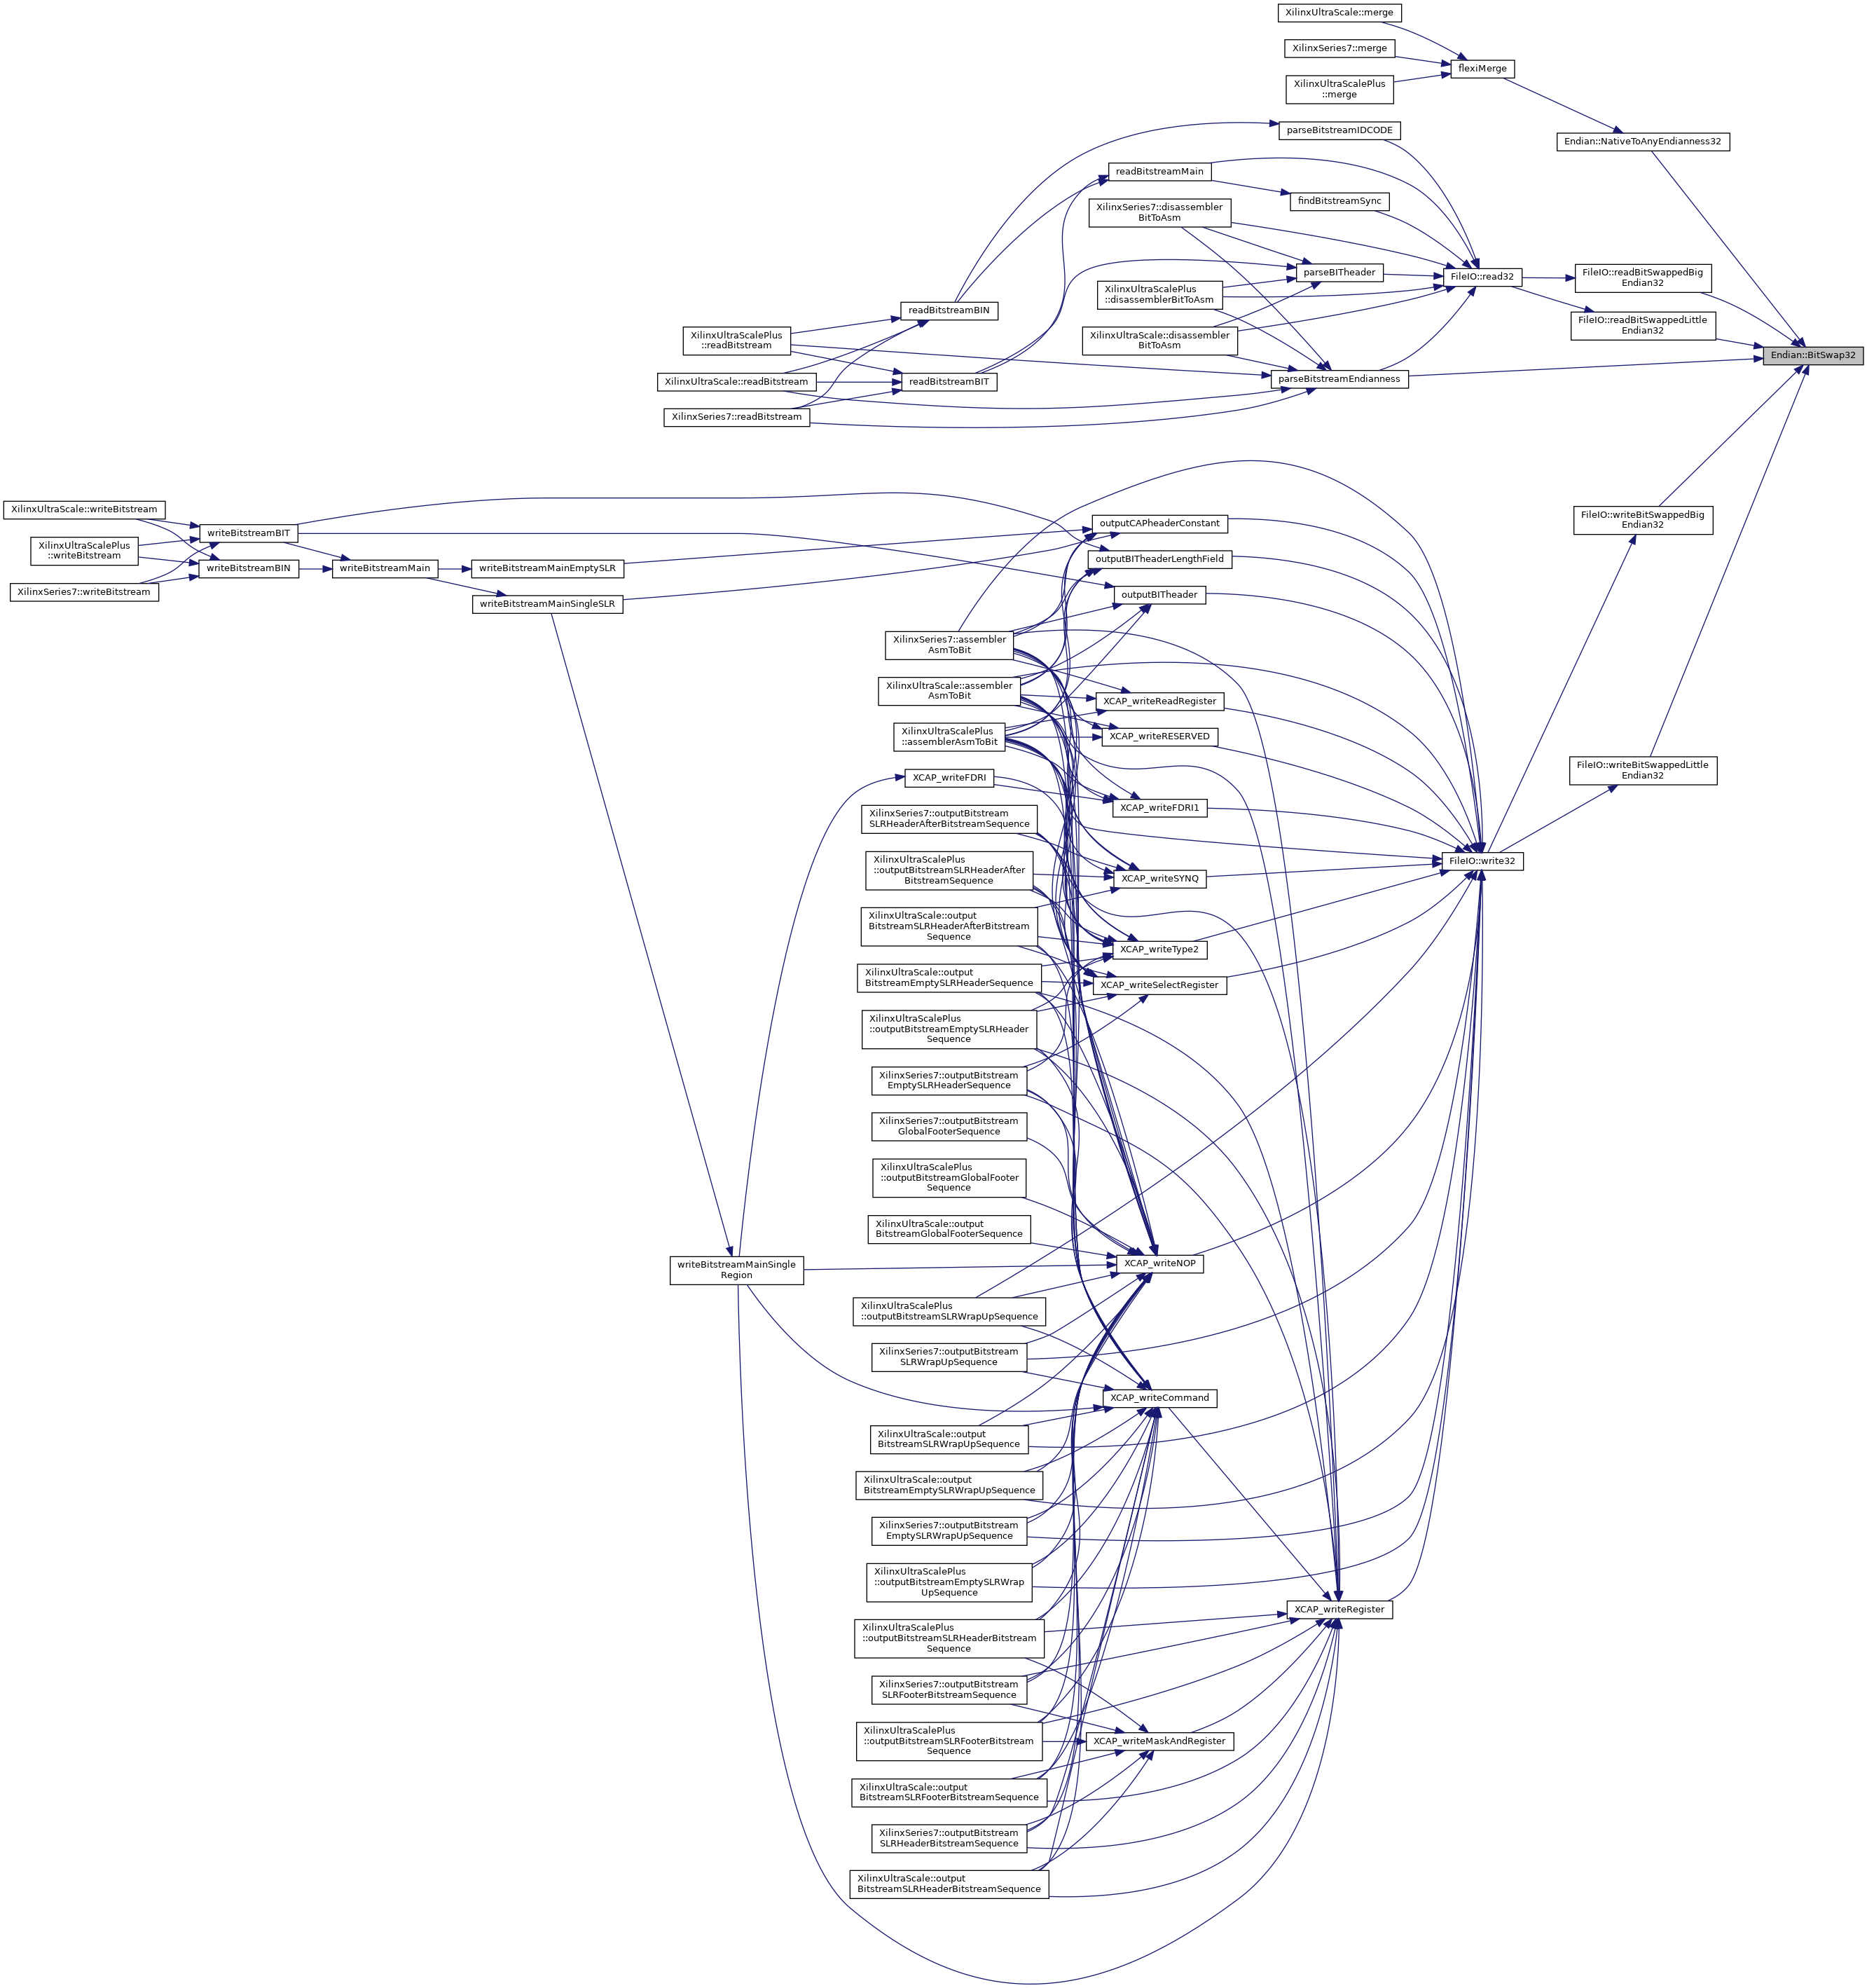 XilinxUltraScale::merge
XilinxSeries7::merge
flexiMerge
XilinxUltraScalePlus
::merge
parseBitstreamIDCODE
Endian::NativeToAnyEndianness32
readBitstreamMain
findBitstreamSync
XilinxSeries7::disassembler
BitToAsm
parseBITheader
FileIO::read32
FileIO::readBitSwappedBig
Endian32
XilinxUltraScalePlus
::disassemblerBitToAsm
readBitstreamBIN
FileIO::readBitSwappedLittle
Endian32
XilinxUltraScalePlus
::readBitstream
XilinxUltraScale::disassembler
BitToAsm
Endian::BitSwap32
XilinxUltraScale::readBitstream
readBitstreamBIT
parseBitstreamEndianness
XilinxSeries7::readBitstream
XilinxUltraScale::writeBitstream
writeBitstreamBIT
outputCAPheaderConstant
FileIO::writeBitSwappedBig
Endian32
XilinxUltraScalePlus
::writeBitstream
writeBitstreamBIN
writeBitstreamMain
writeBitstreamMainEmptySLR
outputBITheaderLengthField
XilinxSeries7::writeBitstream
writeBitstreamMainSingleSLR
outputBITheader
XilinxSeries7::assembler
AsmToBit
XilinxUltraScale::assembler
AsmToBit
XCAP_writeReadRegister
XilinxUltraScalePlus
::assemblerAsmToBit
XCAP_writeRESERVED
FileIO::writeBitSwappedLittle
Endian32
XCAP_writeFDRI
XCAP_writeFDRI1
XilinxSeries7::outputBitstream
SLRHeaderAfterBitstreamSequence
FileIO::write32
XilinxUltraScalePlus
::outputBitstreamSLRHeaderAfter
BitstreamSequence
XCAP_writeSYNQ
XilinxUltraScale::output
BitstreamSLRHeaderAfterBitstream
Sequence
XCAP_writeType2
XilinxUltraScale::output
BitstreamEmptySLRHeaderSequence
XCAP_writeSelectRegister
XilinxUltraScalePlus
::outputBitstreamEmptySLRHeader
Sequence
XilinxSeries7::outputBitstream
EmptySLRHeaderSequence
XilinxSeries7::outputBitstream
GlobalFooterSequence
XilinxUltraScalePlus
::outputBitstreamGlobalFooter
Sequence
XilinxUltraScale::output
BitstreamGlobalFooterSequence
writeBitstreamMainSingle
Region
XCAP_writeNOP
XilinxUltraScalePlus
::outputBitstreamSLRWrapUpSequence
XilinxSeries7::outputBitstream
SLRWrapUpSequence
XCAP_writeCommand
XilinxUltraScale::output
BitstreamSLRWrapUpSequence
XilinxUltraScale::output
BitstreamEmptySLRWrapUpSequence
XilinxSeries7::outputBitstream
EmptySLRWrapUpSequence
XilinxUltraScalePlus
::outputBitstreamEmptySLRWrap
UpSequence
XCAP_writeRegister
XilinxUltraScalePlus
::outputBitstreamSLRHeaderBitstream
Sequence
XilinxSeries7::outputBitstream
SLRFooterBitstreamSequence
XilinxUltraScalePlus
::outputBitstreamSLRFooterBitstream
Sequence
XCAP_writeMaskAndRegister
XilinxUltraScale::output
BitstreamSLRFooterBitstreamSequence
XilinxSeries7::outputBitstream
SLRHeaderBitstreamSequence
XilinxUltraScale::output
BitstreamSLRHeaderBitstreamSequence